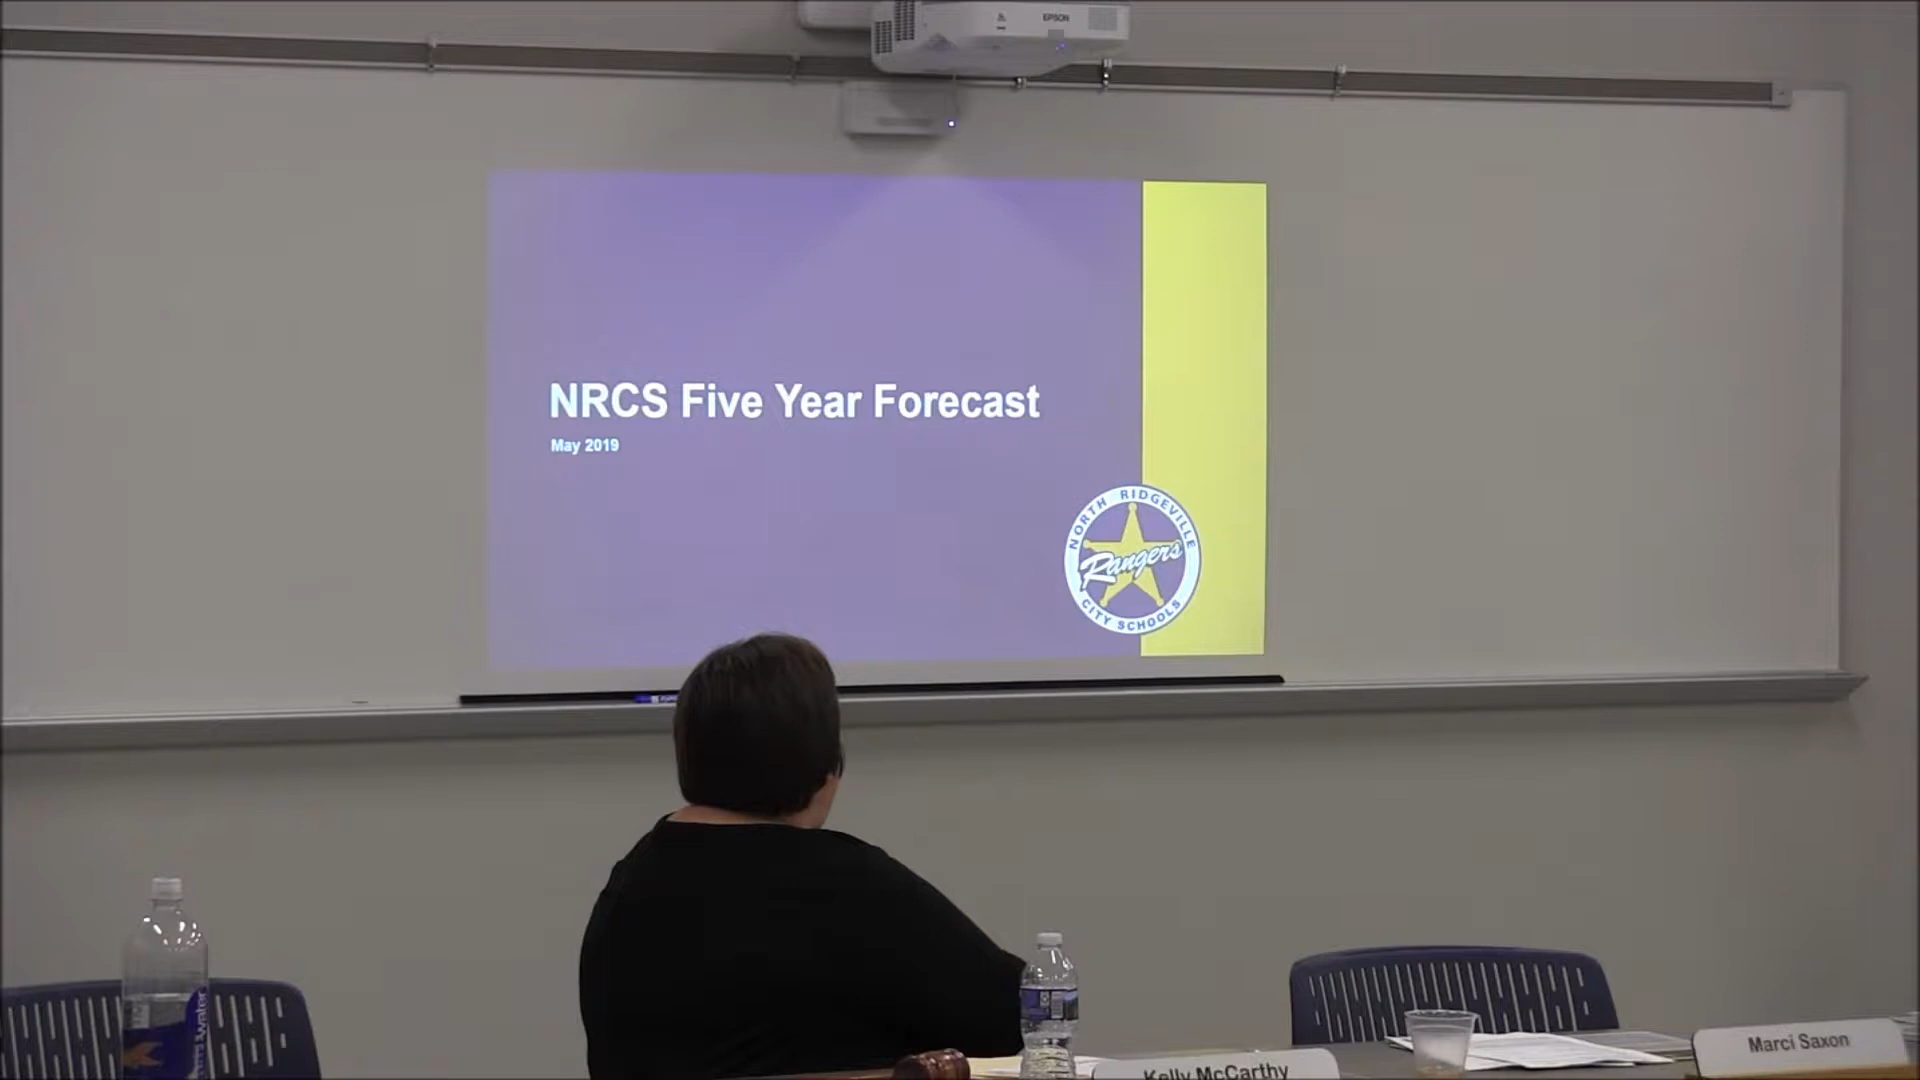 EPSON
NRCS Five Year Forecast
May 2019
NORTH RIDGEVILLE
Rangers
CITY SCHOOLS
Kelly McCarthy
Marci Saxon